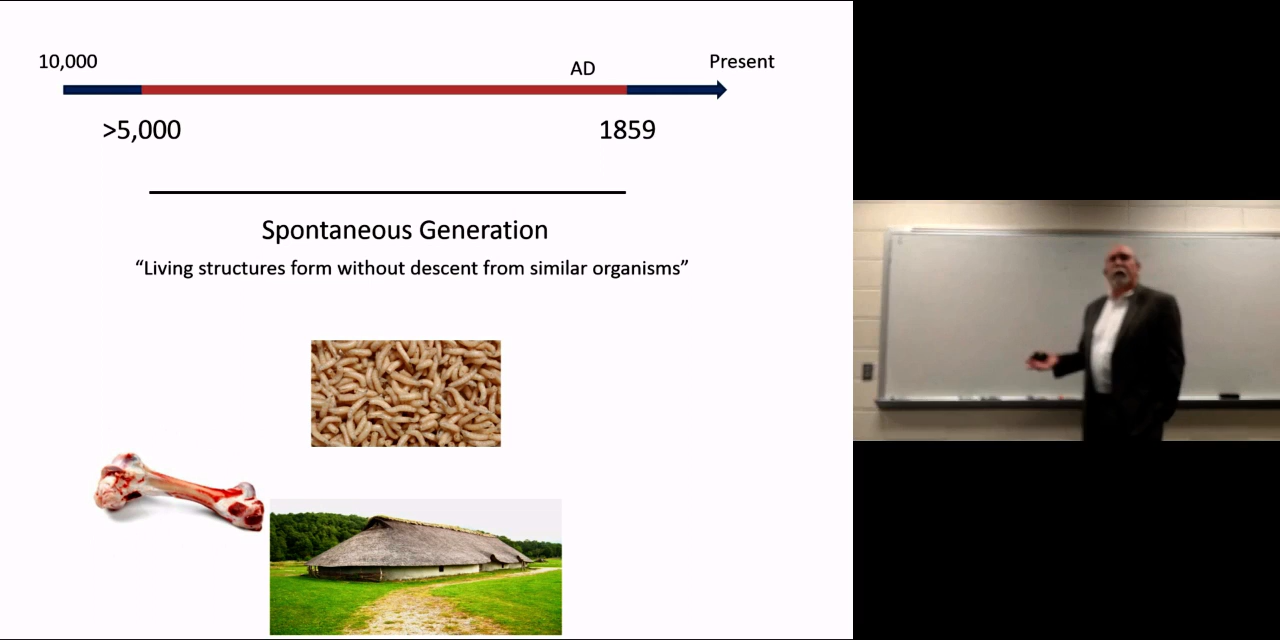 10,000
AD
Present
>5,000
1859
Spontaneous Generation
“Living structures form without descent from similar organisms”